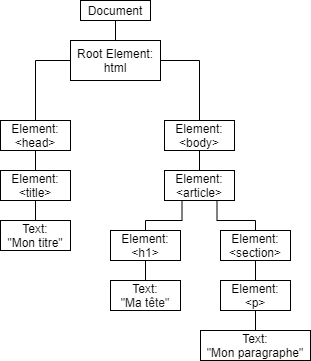 Document
Root Element:
html
Element:
<head>
Element:
<body>
Element:
<title>
Element:
<article>
Text:
"Mon titre"
Element:
<h1>
Element:
<section>
Text:
"Ma tête"
Element:
<p>
Text:
"Mon paragraphe"